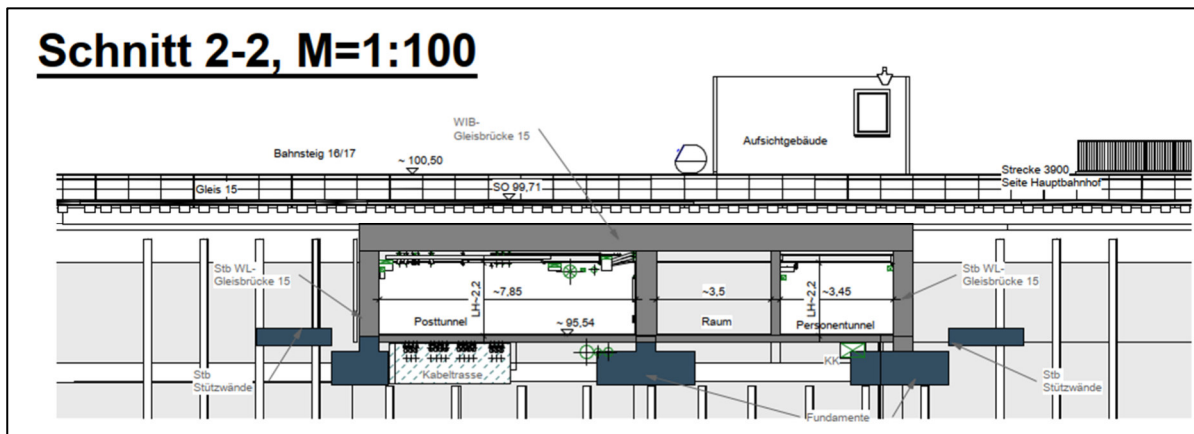 Schnitt 2-2, M=1:100
WIB-
Gleisbrücke 15
Aufsichtgebäude
Bahnsteig 16/17
~ 100,50
Strecke 3900
Seite Hauptbahnhof
Gleis 15
SO 99,71
Stb WL-
Gleisbrücke 15
Stb WL-
Gleisbrücke 15
~7,85
~3,5
~3,45
LH~2,2
LH~2,2
Posttunnel
~ 95,54
Raum
Personentunnel
KK
Kabeltrasse
Stb
Stützwände
Stb
Stützwände
Fundamente